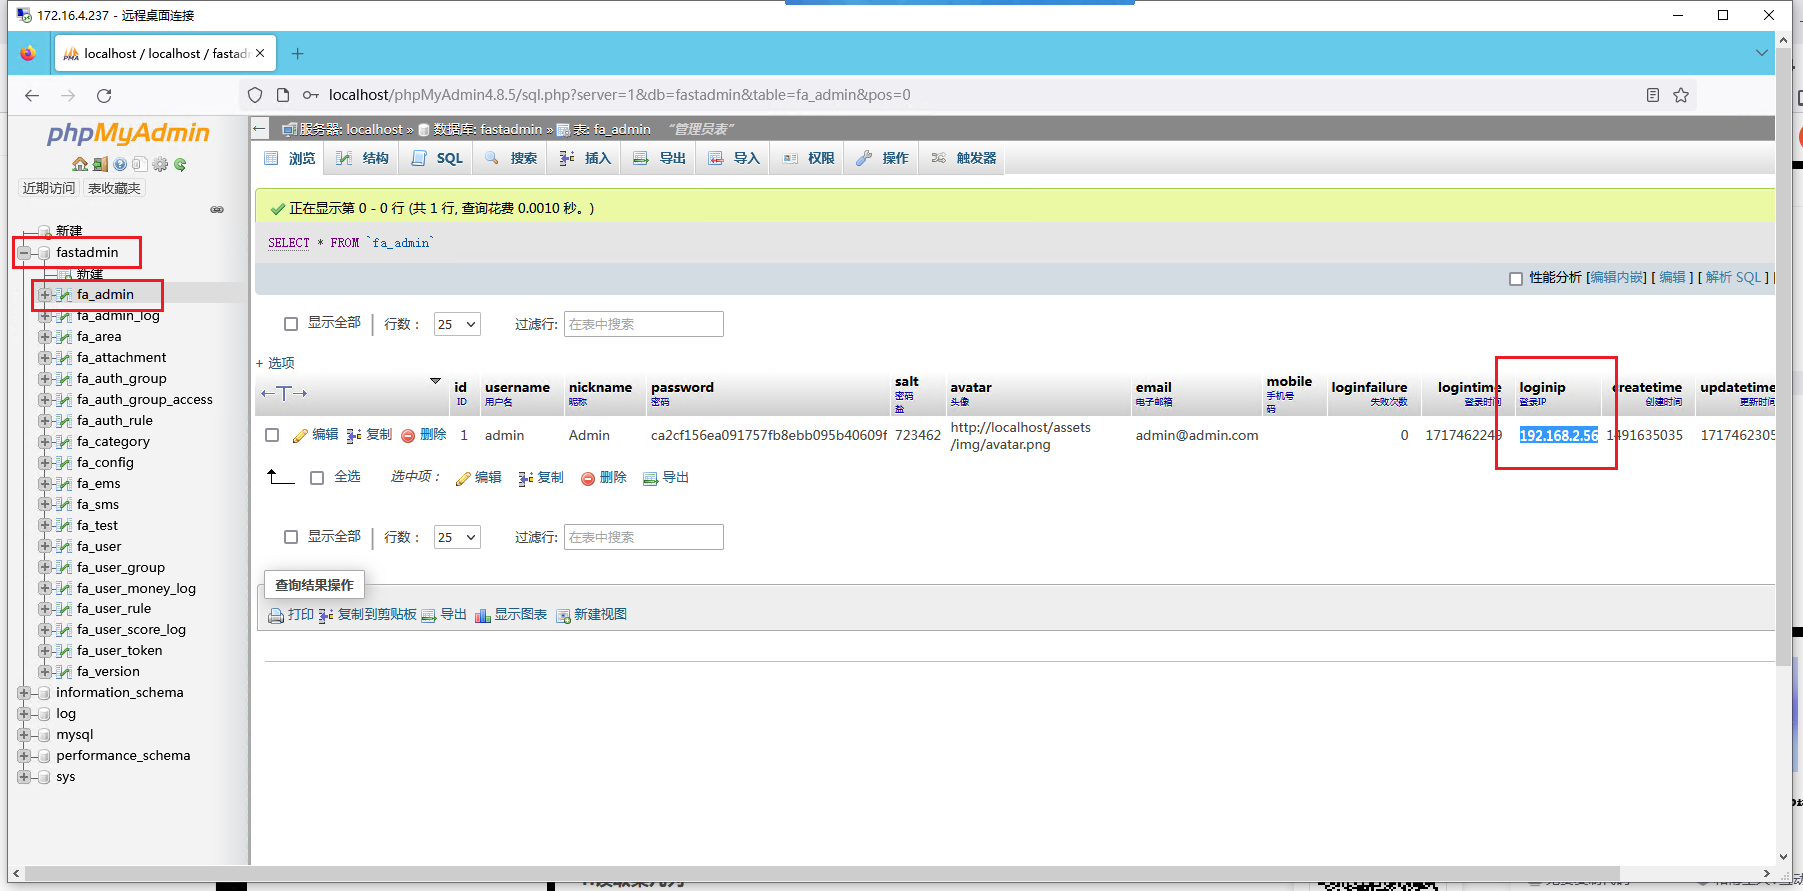 172.16.4.237 - 远程桌面连接
localhost / localhost / fastadr
localhost/phpMyAdmin4.8.5/sql.php?server=1&db=fastadmin&table=fa_admin&pos=0
phpMyAdmin
近期访问 表收藏夹
新建
fastadmin
新建
fa_admin
fa_admin_log
fa_area
fa_attachment
fa_auth_group
fa_auth_group_access
fa_auth_rule
fa_category
fa_config
fa_ems
fa_sms
fa_test
fa_user
fa_user_group
fa_user_money_log
fa_user_rule
fa_user_score_log
fa_user_token
fa_version
information_schema
log
mysql
performance_schema
sys
服务器: localhost » 数据库: fastadmin » 表: fa_admin “管理员表”
浏览 结构 SQL 搜索 插入 导出 导入 权限 操作 触发器
正在显示第 0 - 0 行 (共 1 行, 查询花费 0.0010 秒。)
SELECT * FROM `fa_admin`
性能分析 [编辑内嵌] [ 编辑 ] [ 解析 SQL ]
显示全部 行数： 25 过滤行: 在表中搜索
+ 选项
id username nickname password salt avatar email mobile loginfailure logintime loginip createtime updatetime
ID 用户名 昵称 密码 密码盐 头像 电子邮箱 手机号码 失败次数 登录时间 登录IP 创建时间 更新时间
编辑 复制 删除 1 admin Admin ca2cf156ea091757fb8ebb095b40609f 723462 http://localhost/assets/img/avatar.png admin@admin.com 0 1717462249 192.168.2.56 1491635035 1717462305
全选 选中项： 编辑 复制 删除 导出
显示全部 行数： 25 过滤行: 在表中搜索
查询结果操作
打印 复制到剪贴板 导出 显示图表 新建视图